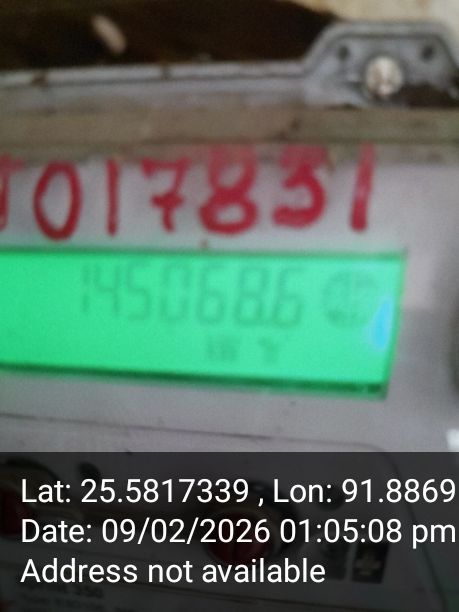 J017831
145068.6
Lat: 25.5817339 , Lon: 91.8869
Date: 09/02/2026 01:05:08 pm
Address not available